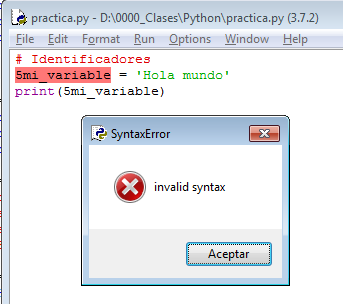 practica.py - D:\0000_Clases\Python\practica.py (3.7.2)
File Edit Format Run Options Window Help
# Identificadores
5mi_variable = 'Hola mundo'
print(5mi_variable)
SyntaxError
invalid syntax
Aceptar